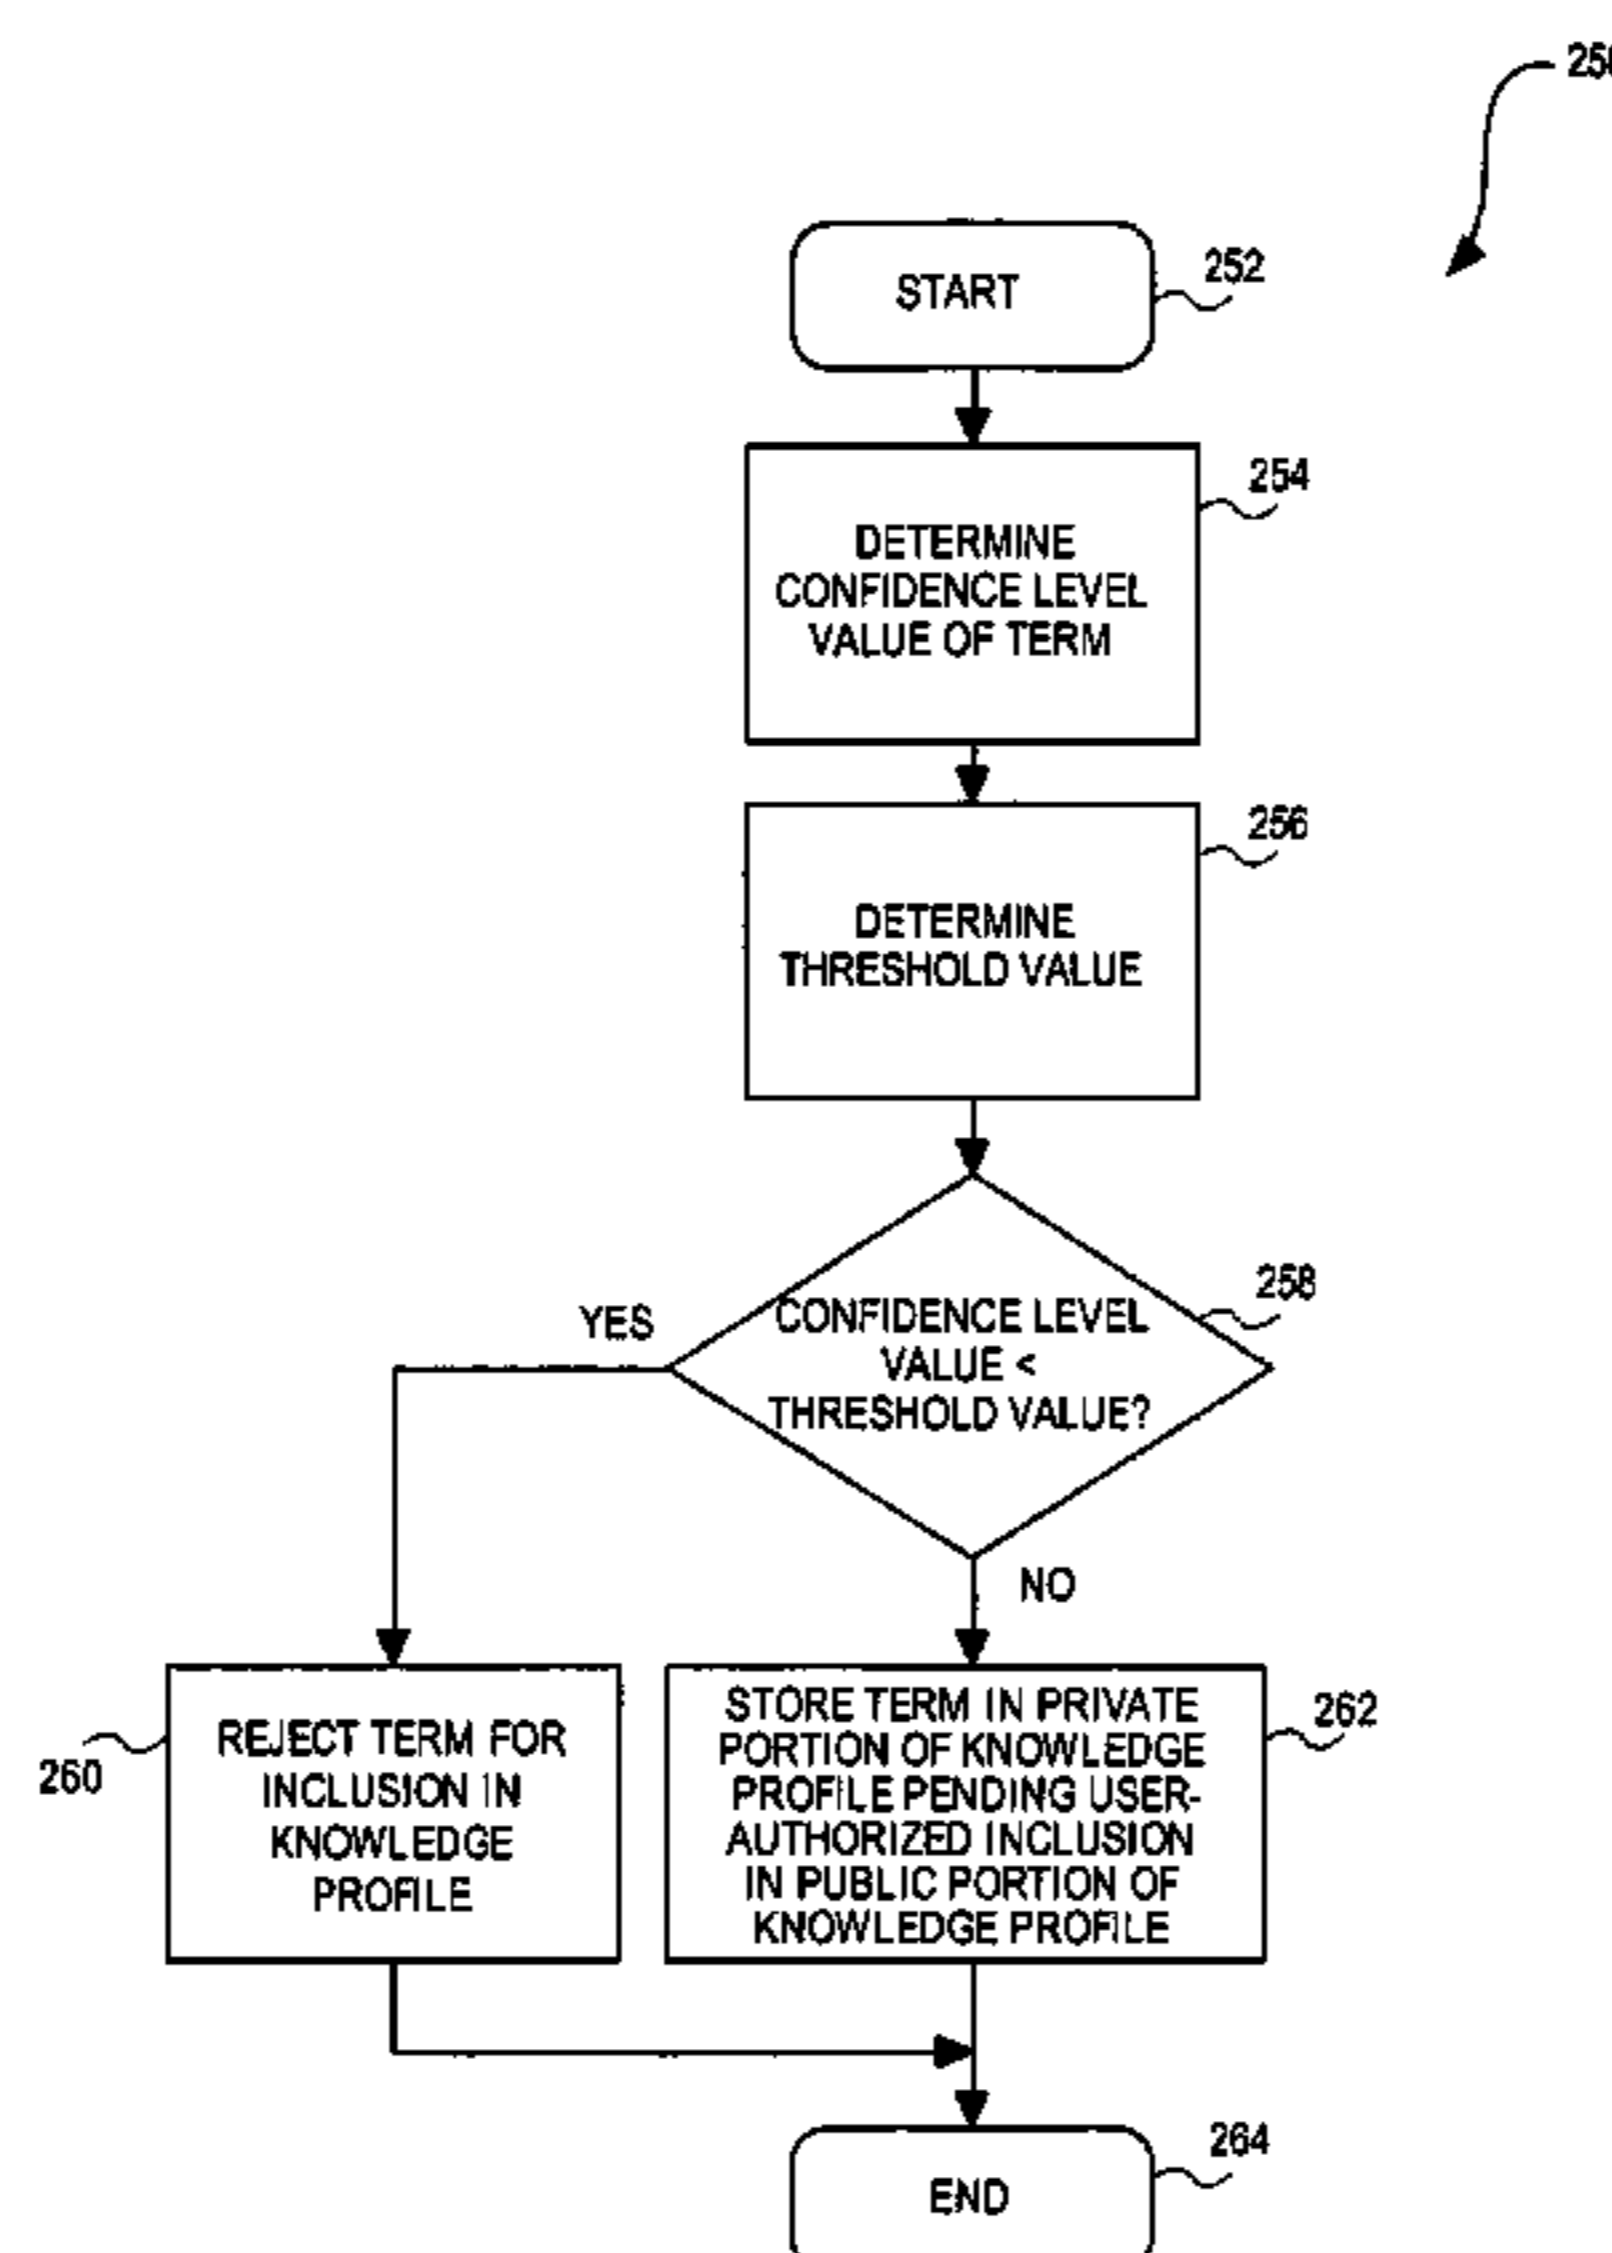 START
252
254
DETERMINE
CONFIDENCE LEVEL
VALUE OF TERM
256
DETERMINE
THRESHOLD VALUE
258
YES
CONFIDENCE LEVEL
VALUE <
THRESHOLD VALUE?
NO
260
REJECT TERM FOR
INCLUSION IN
KNOWLEDGE
PROFILE
262
STORE TERM IN PRIVATE
PORTION OF KNOWLEDGE
PROFILE PENDING USER-
AUTHORIZED INCLUSION
IN PUBLIC PORTION OF
KNOWLEDGE PROFILE
264
END